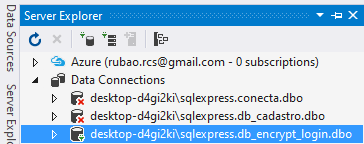 Server Explorer
Azure (rubao.rcs@gmail.com - 0 subscriptions)
Data Connections
desktop-d4gi2ki\sqlexpress.conecta.dbo
desktop-d4gi2ki\sqlexpress.db_cadastro.dbo
desktop-d4gi2ki\sqlexpress.db_encrypt_login.dbo
Data Sources
Server Explo